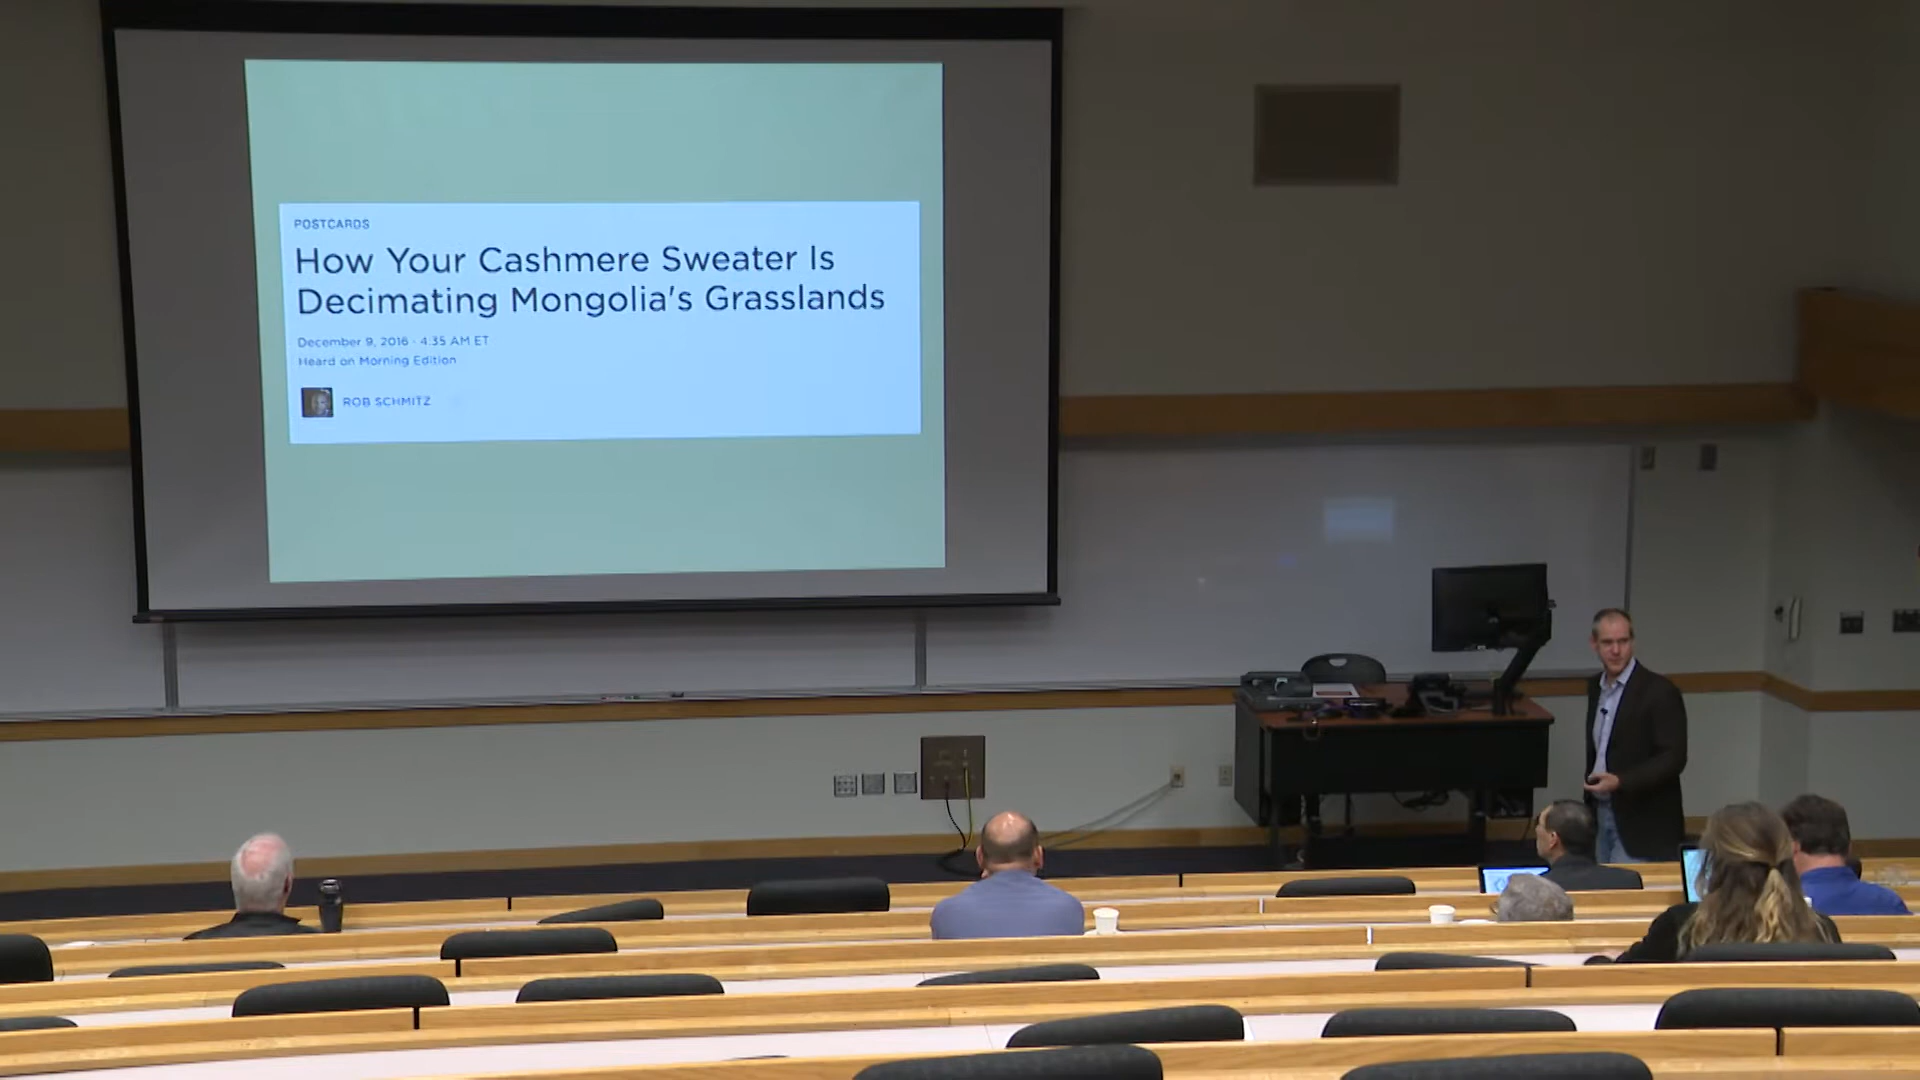 POSTCARDS
How Your Cashmere Sweater Is
Decimating Mongolia's Grasslands
December 9, 2016 · 4:35 AM ET
Heard on Morning Edition
ROB SCHMITZ